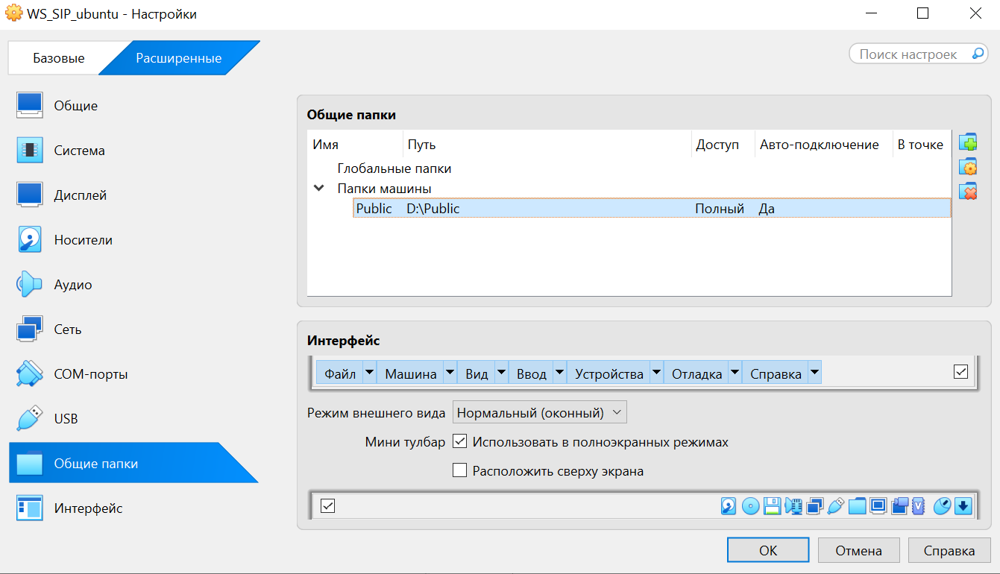 WS_SIP_ubuntu - Настройки
Базовые Расширенные Поиск настроек
Общие
Система
Дисплей
Носители
Аудио
Сеть
COM-порты
USB
Общие папки
Интерфейс
Общие папки
Имя Путь Доступ Авто-подключение В точке
Глобальные папки
Папки машины
Public D:\Public Полный Да
Интерфейс
Файл Машина Вид Ввод Устройства Отладка Справка
Режим внешнего вида Нормальный (оконный)
Мини тулбар Использовать в полноэкранных режимах
Расположить сверху экрана
V
OK Отмена Справка